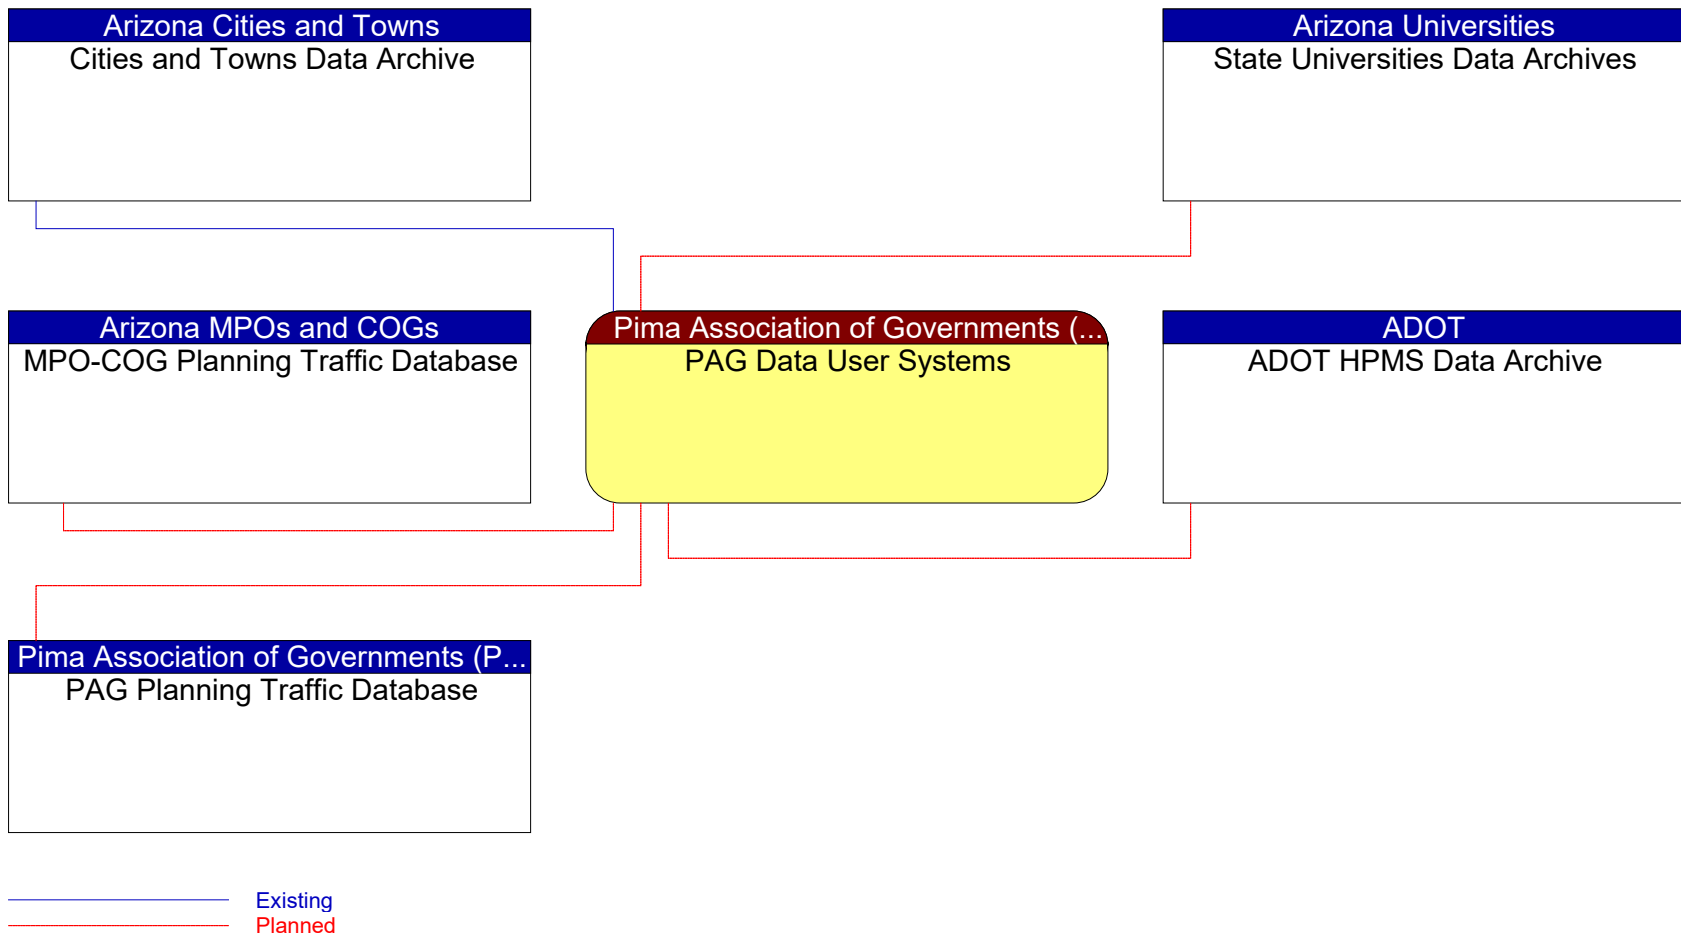 Arizona Cities and Towns
Cities and Towns Data Archive
Arizona Universities
State Universities Data Archives
Arizona MPOs and COGs
MPO-COG Planning Traffic Database
Pima Association of Governments (...
PAG Data User Systems
ADOT
ADOT HPMS Data Archive
Pima Association of Governments (P...
PAG Planning Traffic Database
Existing
Planned